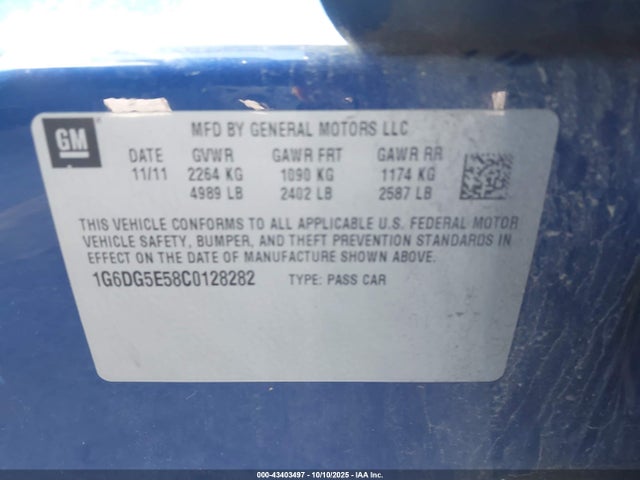 GM
MFD BY GENERAL MOTORS LLC
DATE GVWR GAWR FRT GAWR RR
11/11 2264 KG 1090 KG 1174 KG
4989 LB 2402 LB 2587 LB
THIS VEHICLE CONFORMS TO ALL APPLICABLE U.S. FEDERAL MOTOR
VEHICLE SAFETY, BUMPER, AND THEFT PREVENTION STANDARDS IN
EFFECT ON THE DATE OF MANUFACTURE SHOWN ABOVE.
1G6DG5E58C0128282 TYPE: PASS CAR
000-43403497 - 10/10/2025 - IAA Inc.